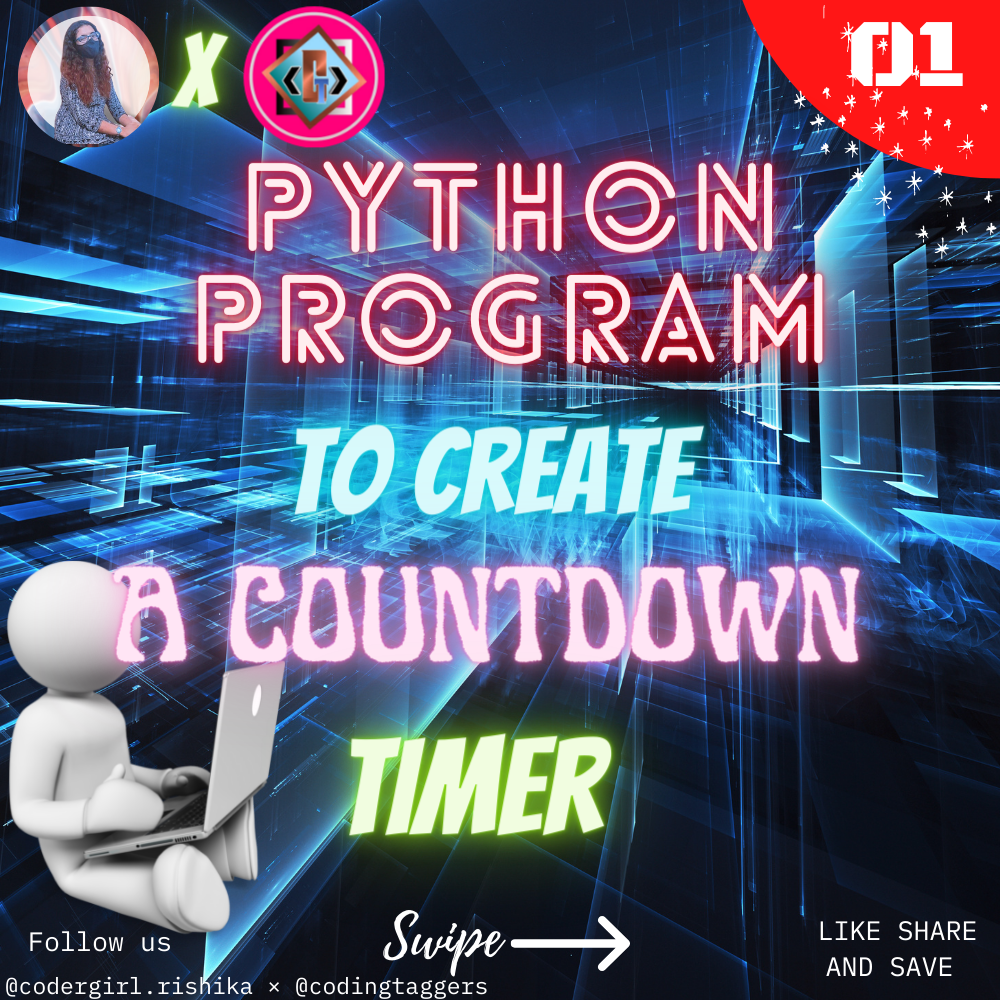 X
01
PYTHON
PROGRAM
TO CREATE
A COUNTDOWN
TIMER
Swipe
Follow us
@codergirl.rishika × @codingtaggers
LIKE SHARE
AND SAVE